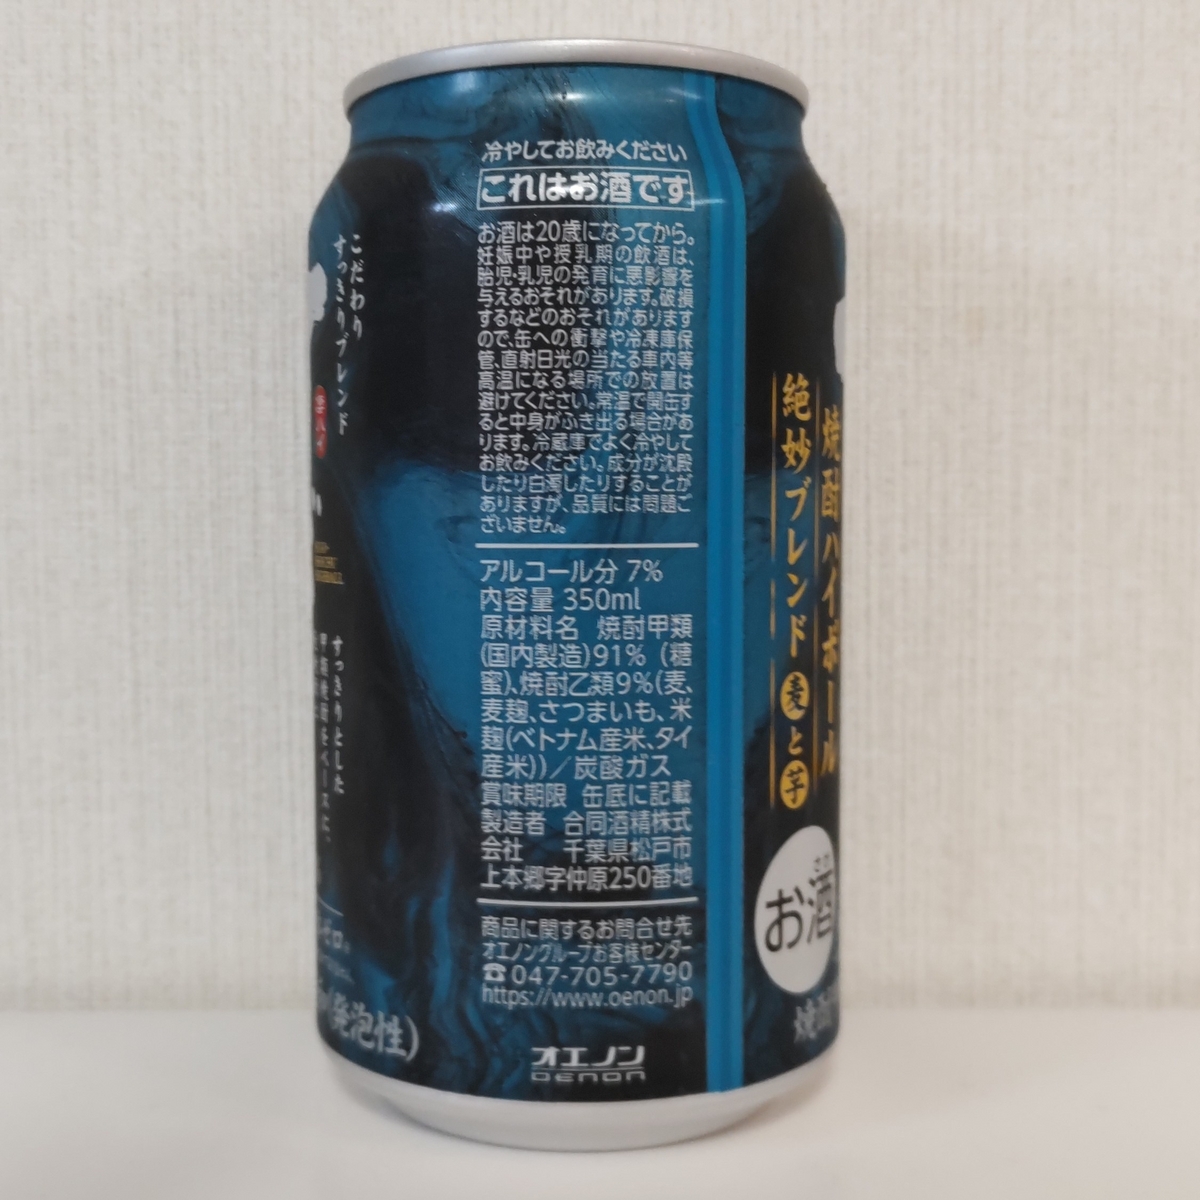 冷やしてお飲みください
これはお酒です
お酒は20歳になってから。
妊娠中や授乳期の飲酒は、
胎児・乳児の発育に悪影響を
与えるおそれがあります。破損
するなどのおそれがあります
ので、缶への衝撃や冷凍庫保
管、直射日光の当たる車内等
高温になる場所での放置は
避けてください。常温で開缶す
ると中身がふき出る場合があ
ります。冷蔵庫でよく冷やして
お飲みください。成分が沈殿
したり白濁したりすることが
ありますが、品質には問題ご
ざいません。
アルコール分 7%
内容量 350ml
原材料名 焼酎甲類
(国内製造)91% (糖
蜜)、焼酎乙類9%(麦、
麦麹、さつまいも、米
麹(ベトナム産米、タイ
産米))／炭酸ガス
賞味期限 缶底に記載
製造者 合同酒精株式
会社 千葉県松戸市
上本郷字仲原250番地
商品に関するお問合せ先
オエノングループお客様センター
☎047-705-7790
https://www.oenon.jp
オエノン
OENON
こだわり
すっきりブレンド
すっきりとした
甲類焼酎をベースに、
(発泡性)
焼酎ハイボール
絶妙ブレンド 麦と芋
お酒
焼酎